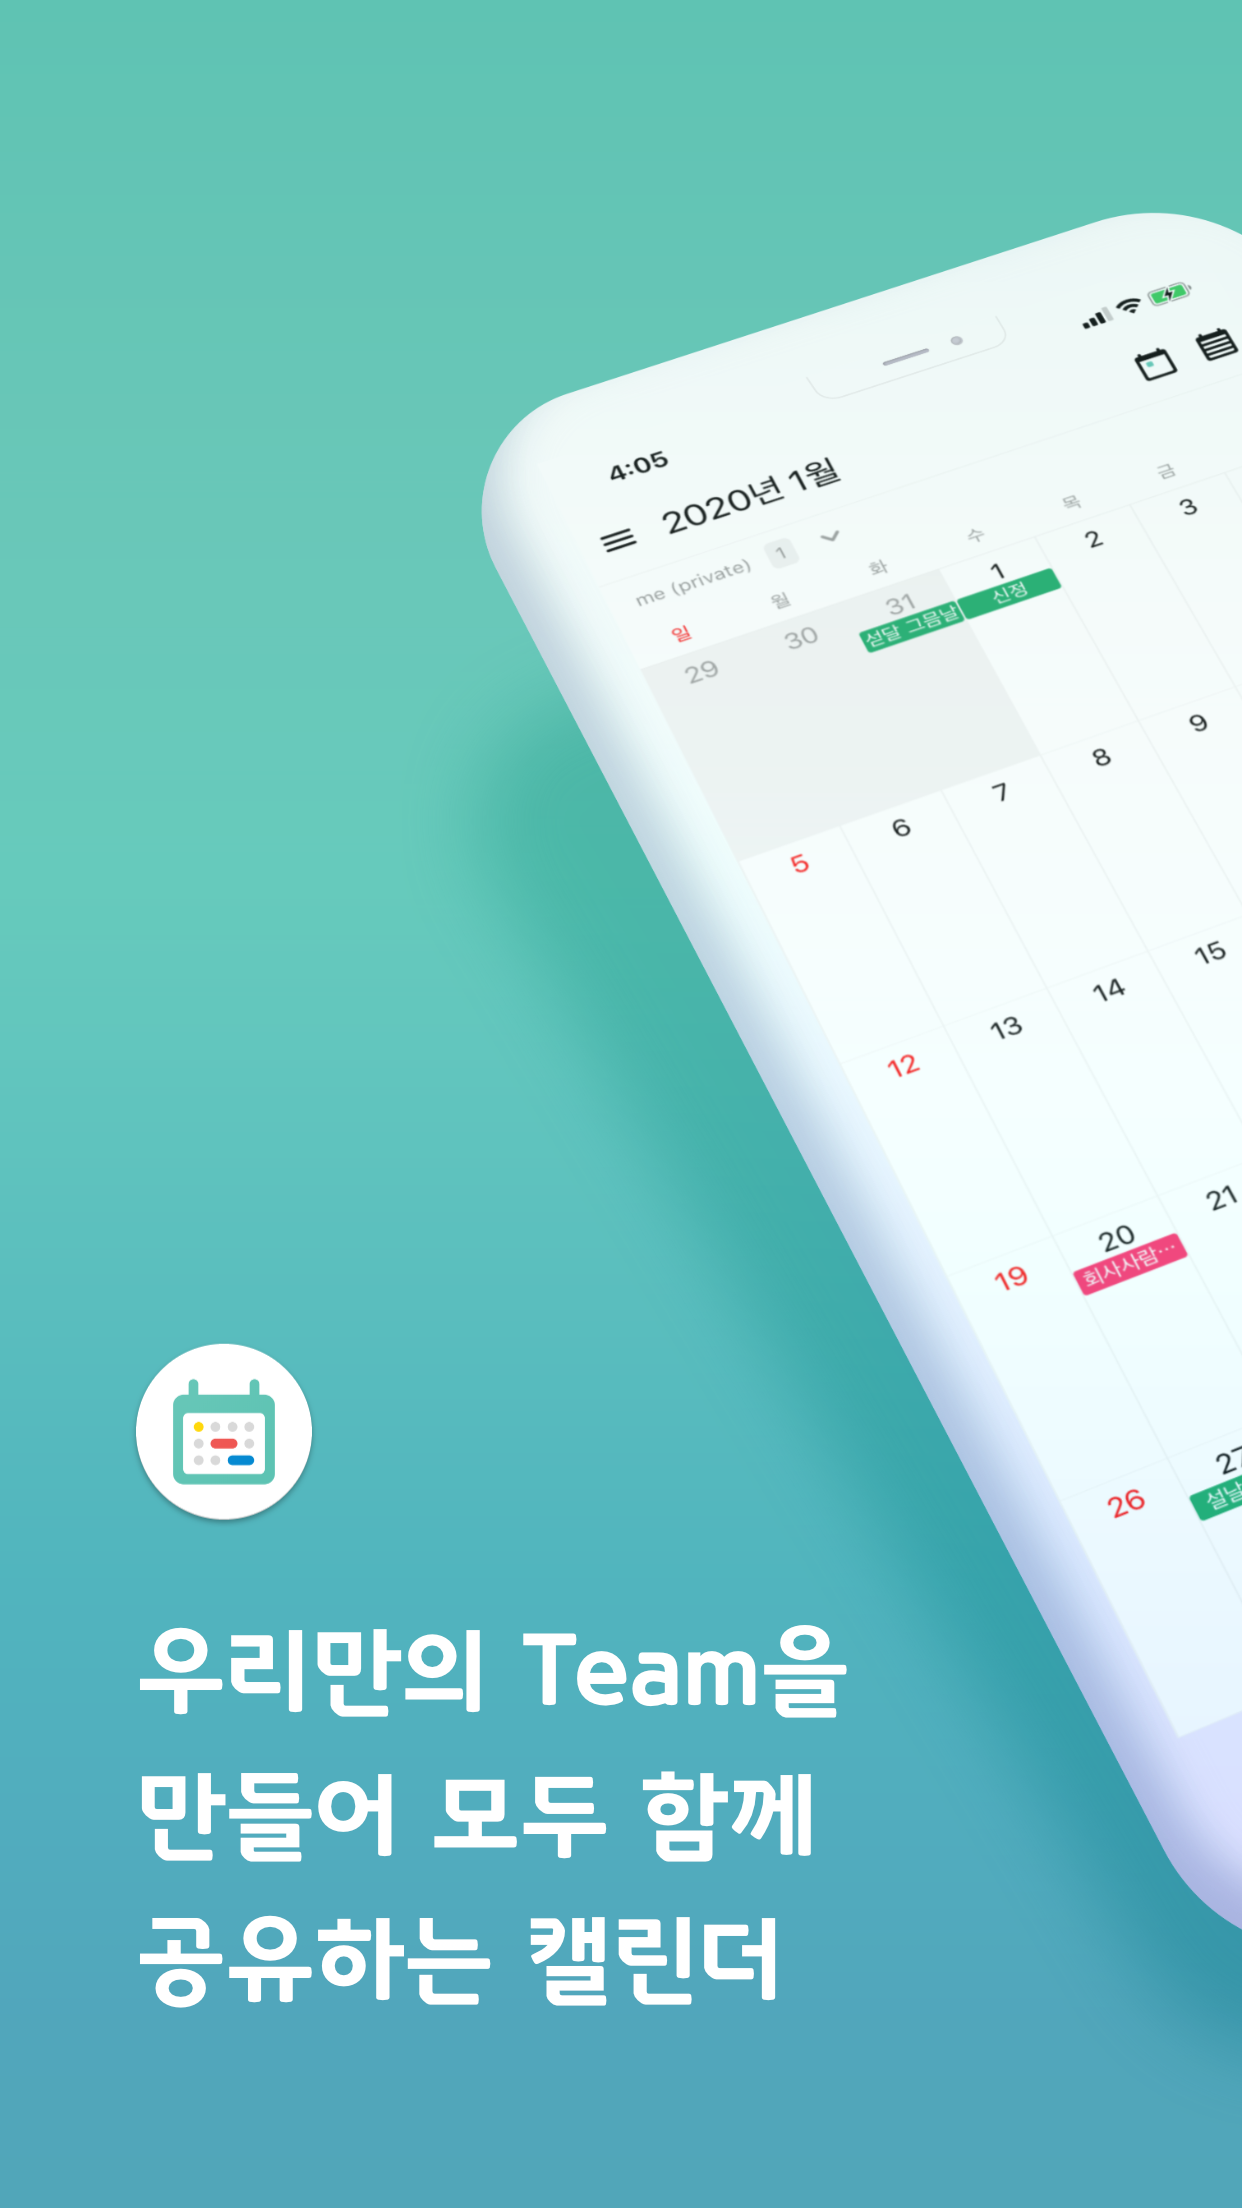 4:05
2020년 1월
me (private) 1
일 월 화 수 목 금
29 30 31 1 2 3
섣달 그믐날 신정
5 6 7 8 9
12 13 14 15
19 20 21
회사사람…
26 27
설날
우리만의 Team을
만들어 모두 함께
공유하는 캘린더